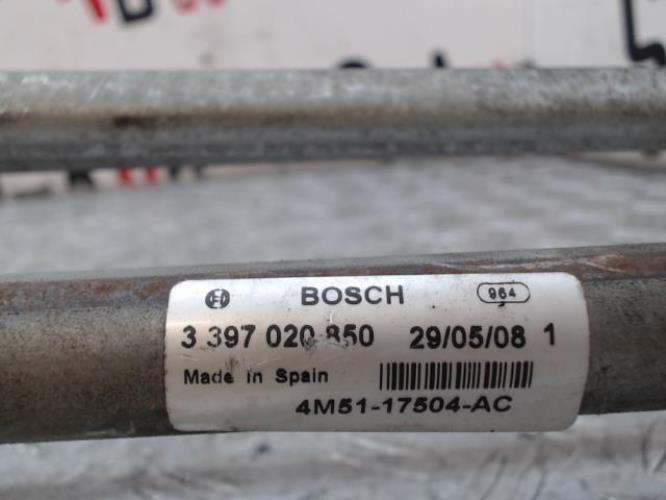 BOSCH 964
3 397 020 850 29/05/08 1
Made in Spain
4M51-17504-AC